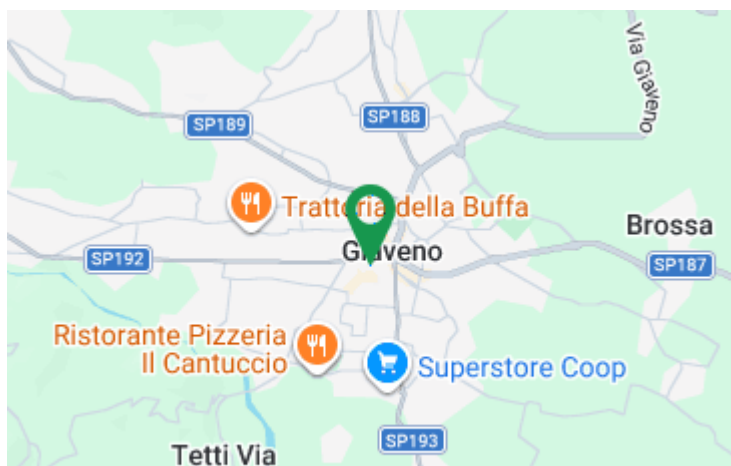 Via Giaveno
SP189
SP188
Trattoria della Buffa
Brossa
Giaveno
SP192
SP187
Ristorante Pizzeria
Il Cantuccio
Superstore Coop
SP193
Tetti Via